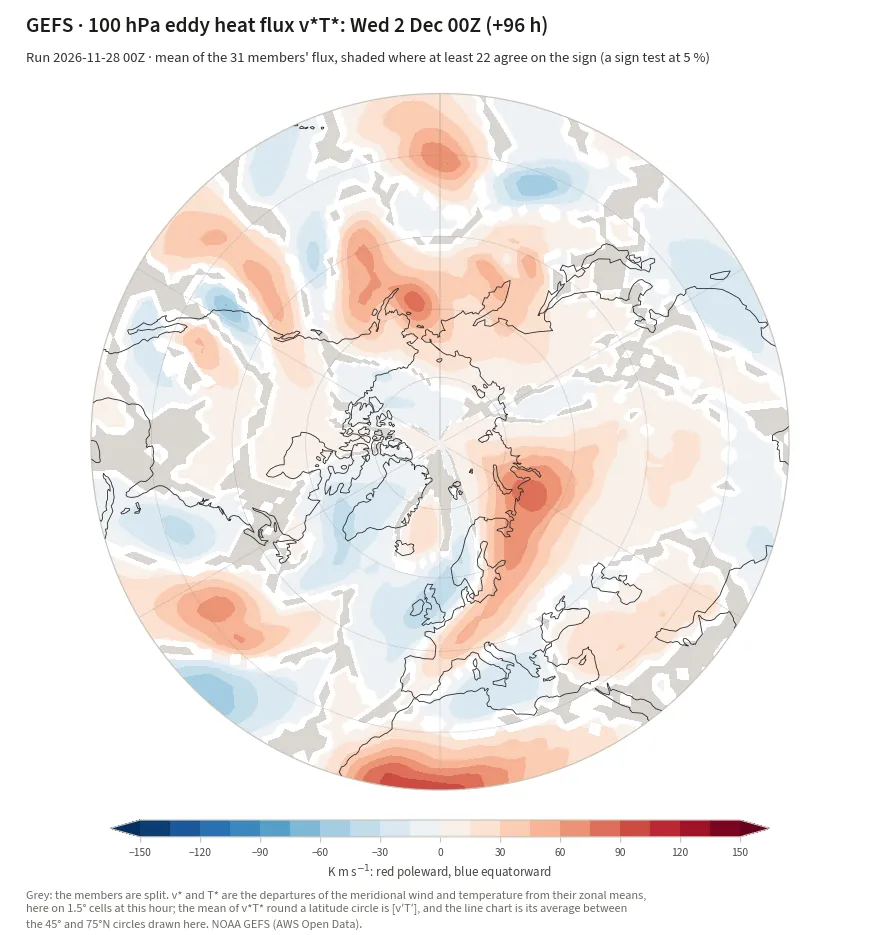 GEFS · 100 hPa eddy heat flux v*T*: Wed 2 Dec 00Z (+96 h)
Run 2026-11-28 00Z · mean of the 31 members' flux, shaded where at least 22 agree on the sign (a sign test at 5 %)
−150 −120 −90 −60 −30 0 30 60 90 120 150
K m s⁻¹: red poleward, blue equatorward
Grey: the members are split. v* and T* are the departures of the meridional wind and temperature from their zonal means,
here on 1.5° cells at this hour; the mean of v*T* round a latitude circle is [v'T'], and the line chart is its average between
the 45° and 75°N circles drawn here. NOAA GEFS (AWS Open Data).